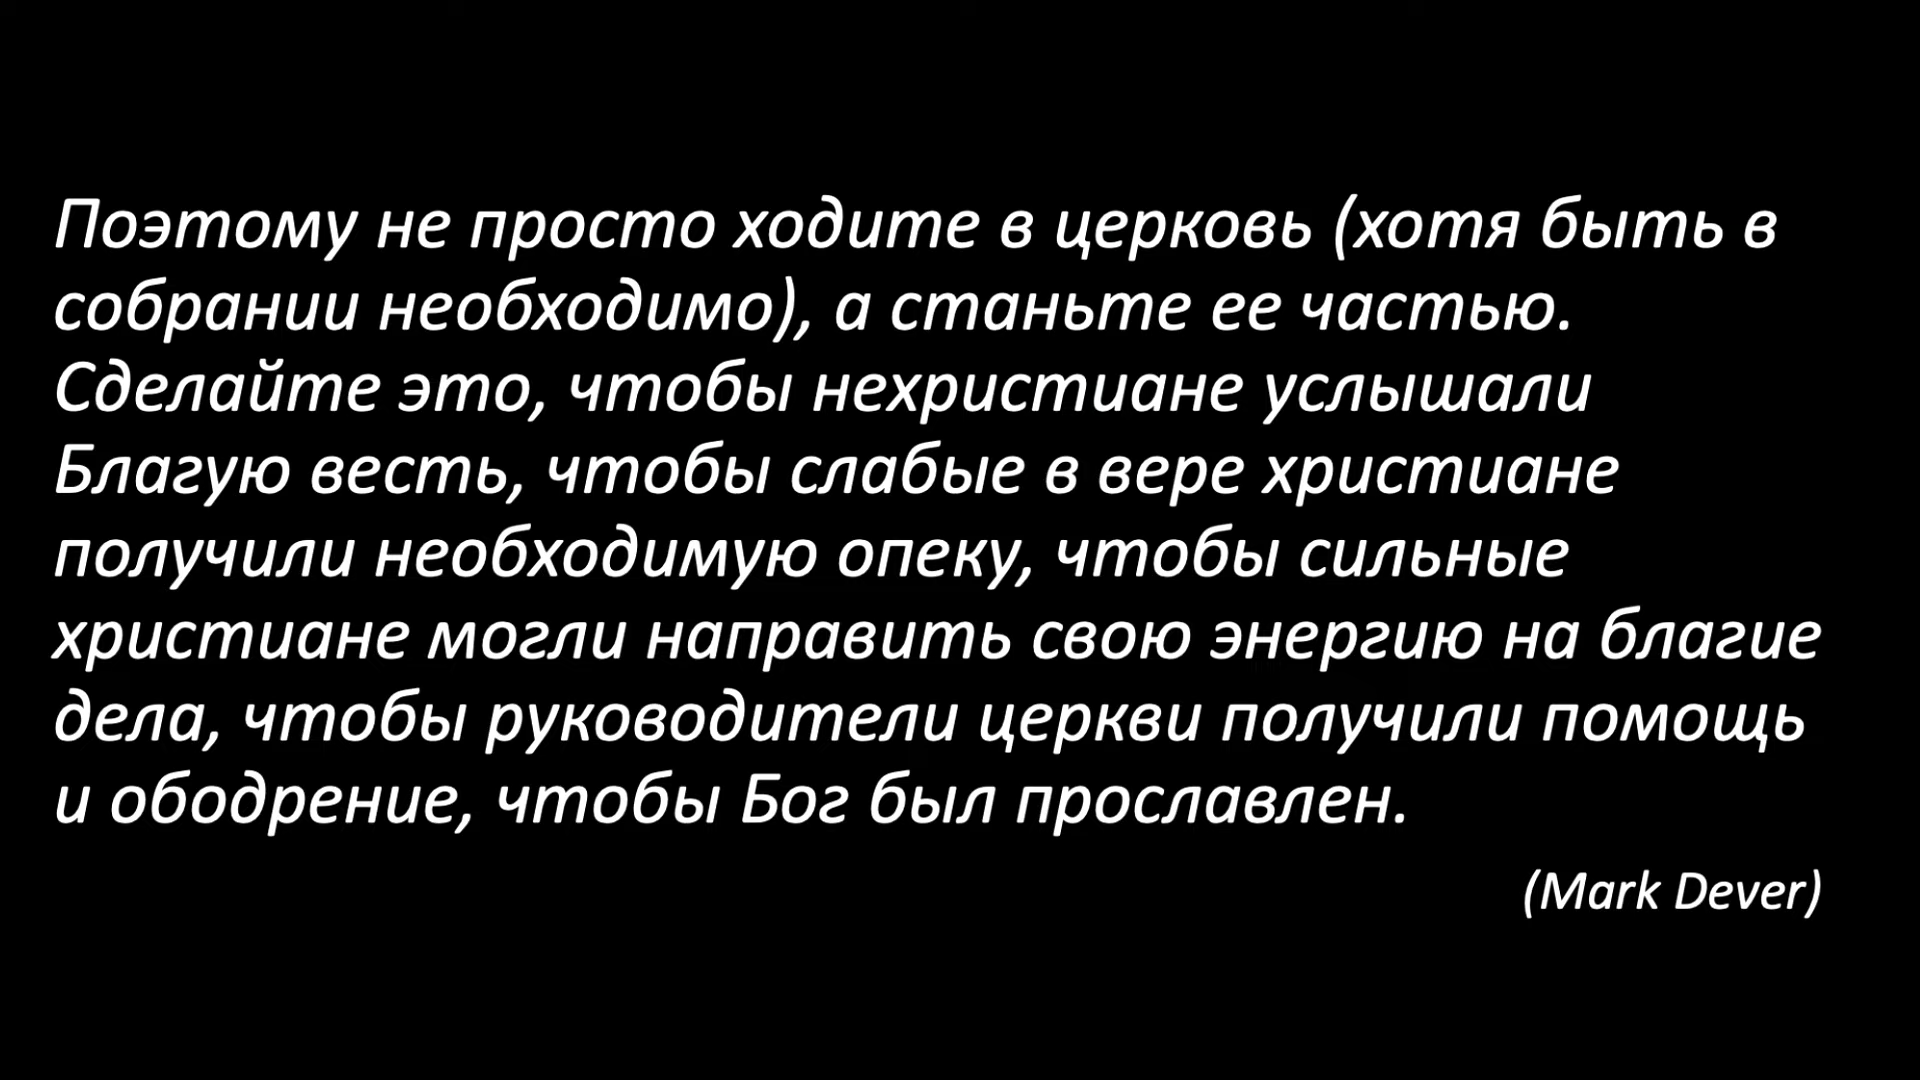 Поэтому не просто ходите в церковь (хотя быть в
собрании необходимо), а станьте ее частью.
Сделайте это, чтобы нехристиане услышали
Благую весть, чтобы слабые в вере христиане
получили необходимую опеку, чтобы сильные
христиане могли направить свою энергию на благие
дела, чтобы руководители церкви получили помощь
и ободрение, чтобы Бог был прославлен.
(Mark Dever)